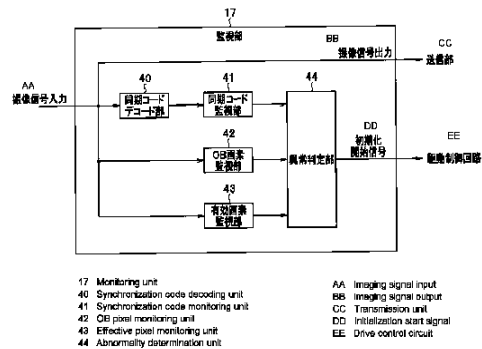 17
監視部
BB
撮像信号出力
CC
送信部
AA
撮像信号入力
40
同期コード
デコード部
41
同期コード
監視部
44
異常判定部
42
OB画素
監視部
43
有効画素
監視部
DD
初期化
開始信号
EE
駆動制御回路
17 Monitoring unit
40 Synchronization code decoding unit
41 Synchronization code monitoring unit
42 OB pixel monitoring unit
43 Effective pixel monitoring unit
44 Abnormality determination unit
AA Imaging signal input
BB Imaging signal output
CC Transmission unit
DD Initialization start signal
EE Drive control circuit